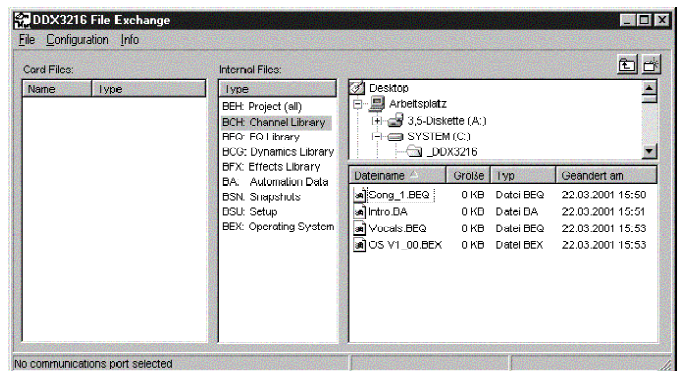 DDX3216 File Exchange
File Configuration Info
Card Files:
Name Type
Internal Files:
Type
BEH: Project (all)
BCH: Channel Library
BEQ: EQ Library
BCG: Dynamics Library
BFX: Effects Library
BA: Automation Data
BSN: Snapshots
DSU: Setup
BEX: Operating System
Desktop
Arbeitsplatz
3,5-Diskette (A:)
SYSTEM (C:)
_DDX3216
Dateiname Größe Typ Geändert am
Song_1.BEQ 0 KB Datei BEQ 22.03.2001 15:50
Intro.BA 0 KB Datei BA 22.03.2001 15:51
Vocals.BEQ 0 KB Datei BEQ 22.03.2001 15:53
OS V1_00.BEX 0 KB Datei BEX 22.03.2001 15:53
No communications port selected